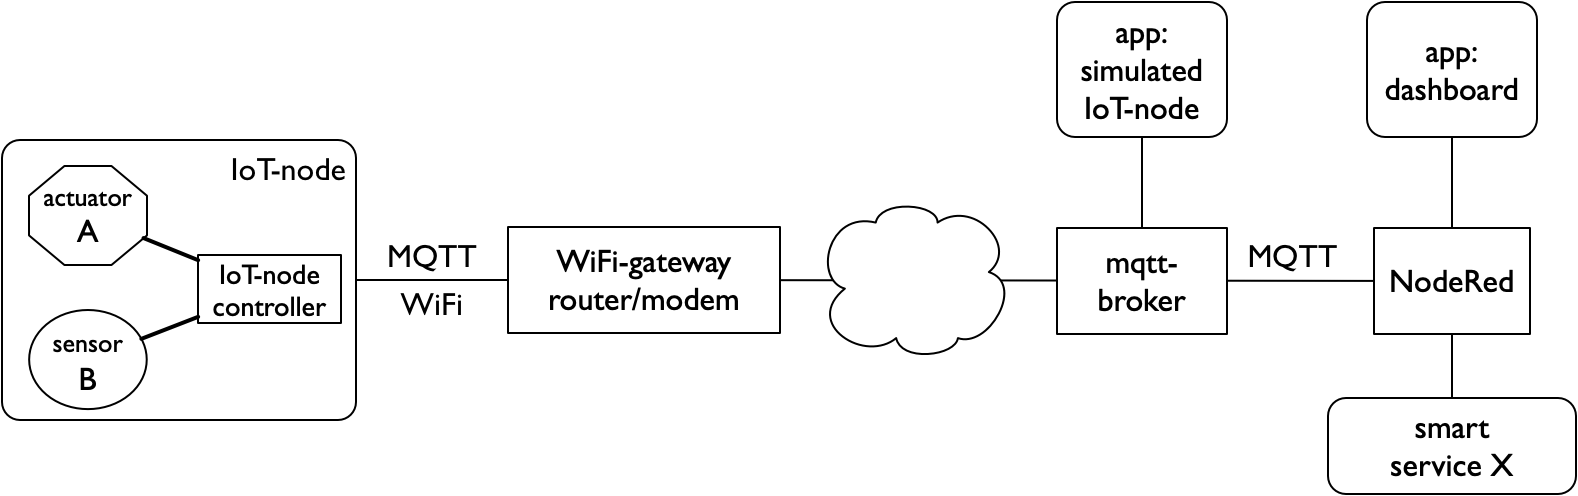 IoT-node
actuator
A
IoT-node
controller
sensor
B
MQTT
WiFi
WiFi-gateway
router/modem
app:
simulated
IoT-node
mqtt-
broker
MQTT
app:
dashboard
NodeRed
smart
service X